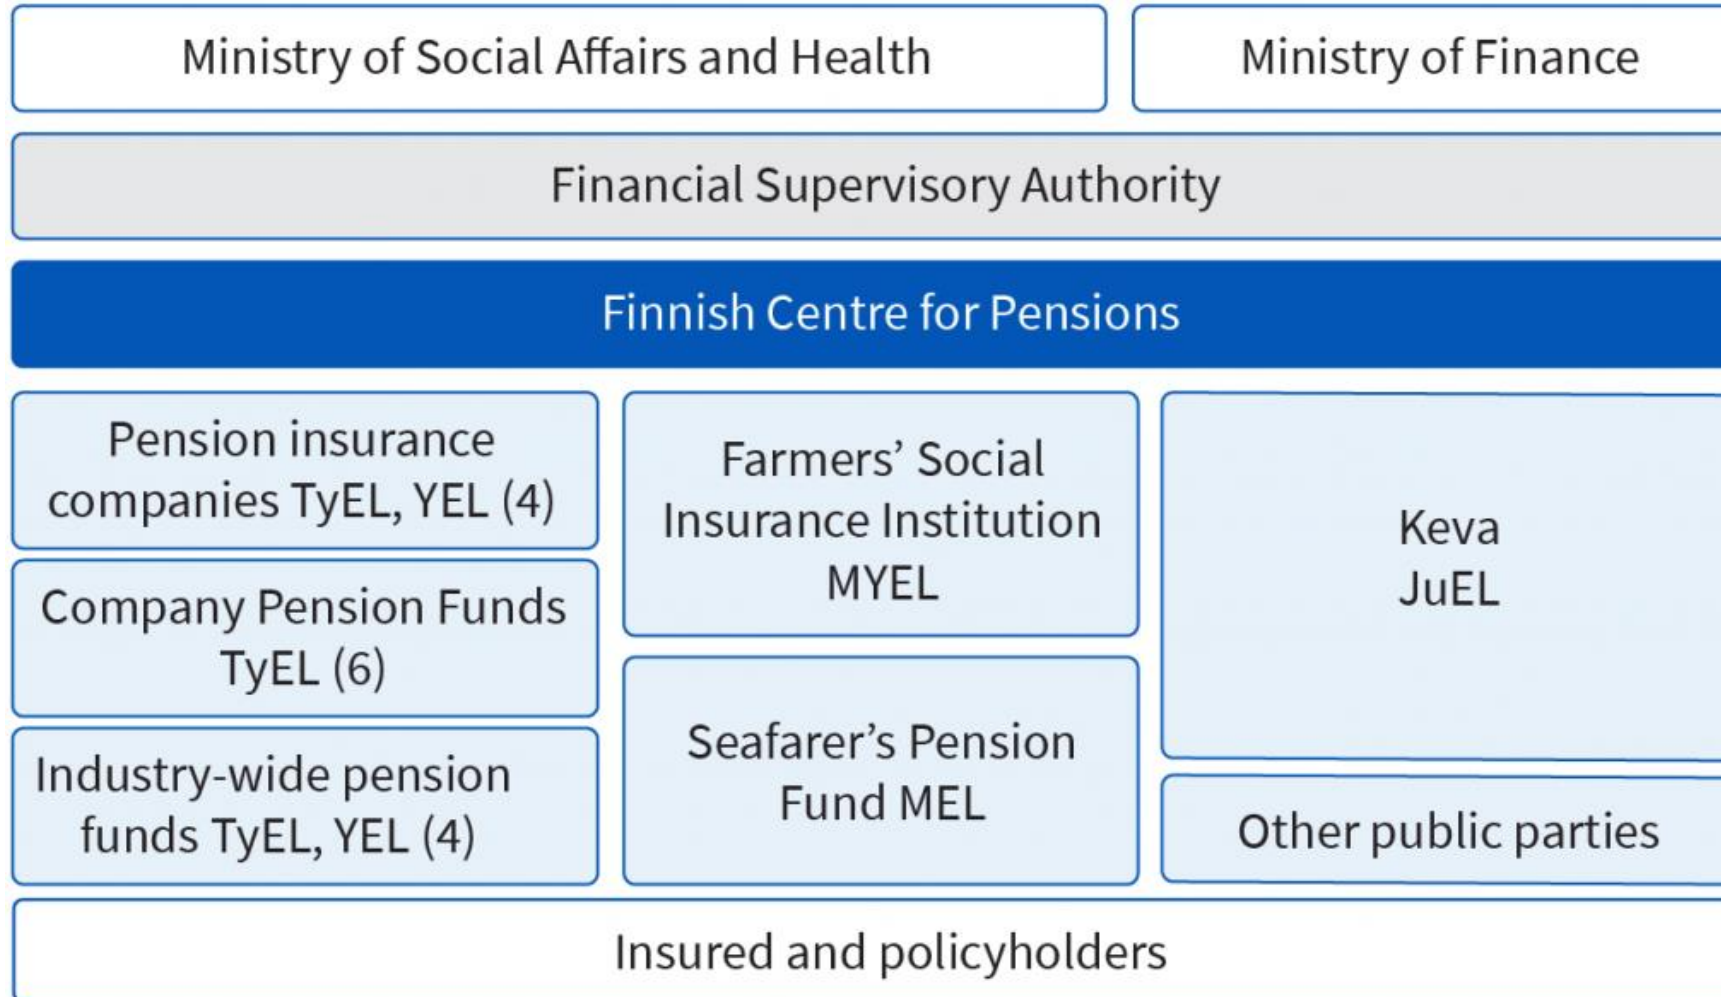 Ministry of Social Affairs and Health
Ministry of Finance
Financial Supervisory Authority
Finnish Centre for Pensions
Pension insurance
companies TyEL, YEL (4)
Company Pension Funds
TyEL (6)
Industry-wide pension
funds TyEL, YEL (4)
Farmers’ Social
Insurance Institution
MYEL
Seafarer’s Pension
Fund MEL
Keva
JuEL
Other public parties
Insured and policyholders